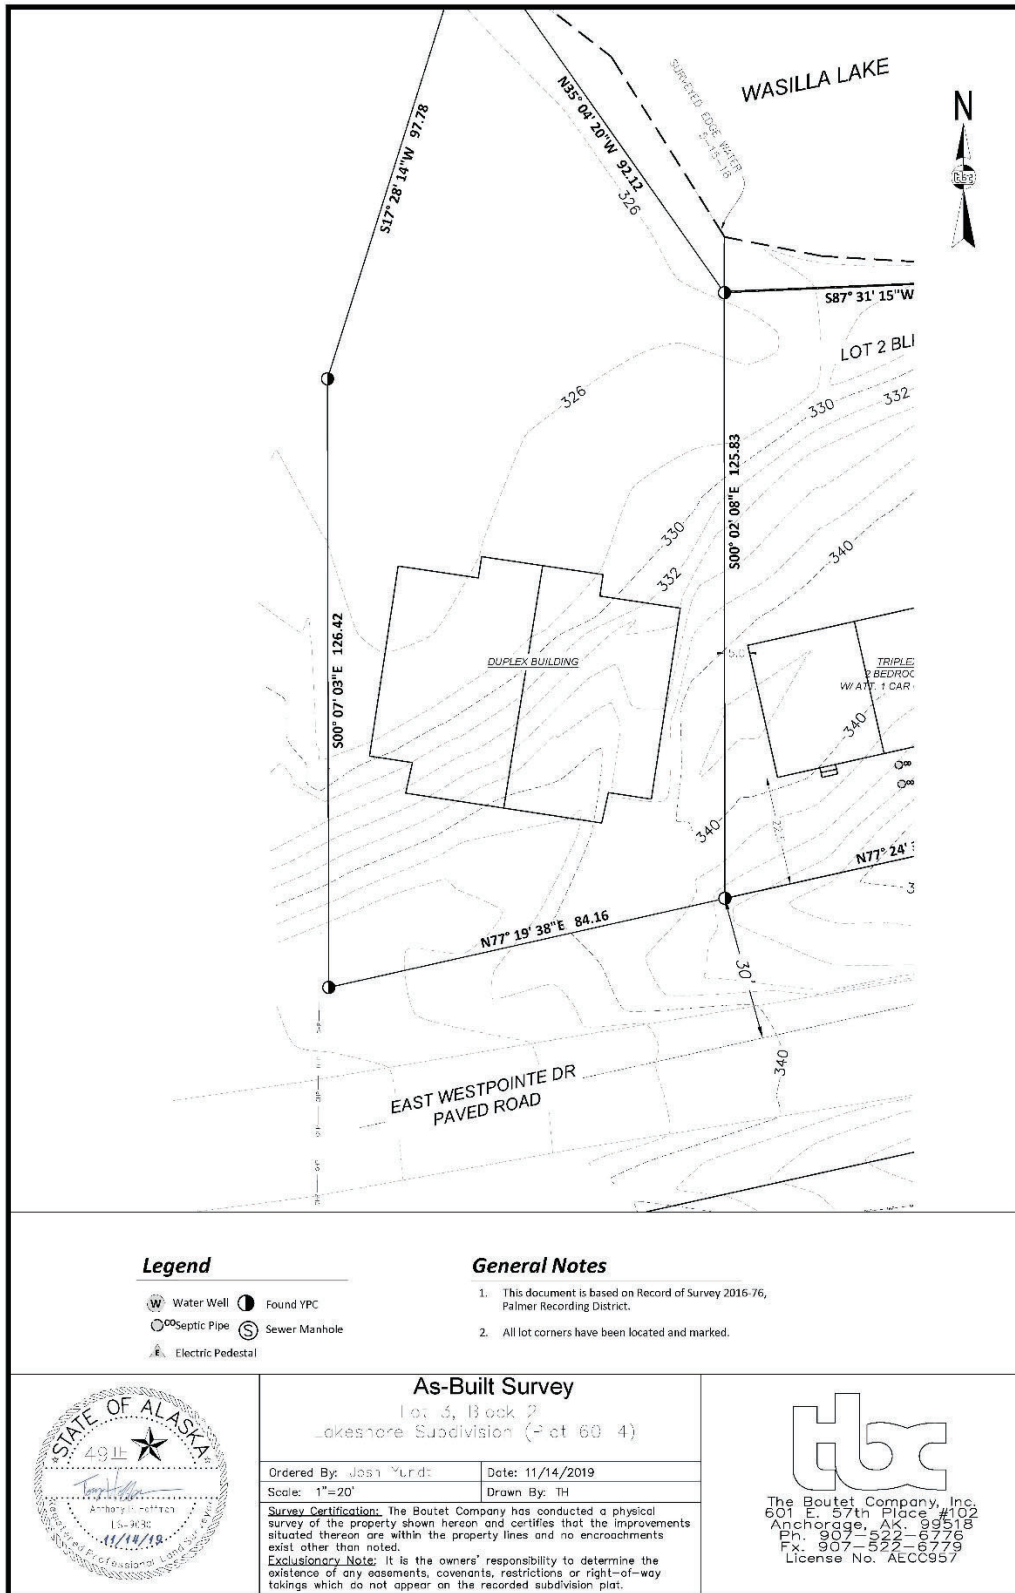 WASILLA LAKE
N
tbc
SURVEYED EDGE WATER
S17° 28' 14"W 97.78
N35° 04' 20"W 92.12
326
S87° 31' 15"W
LOT 2 BL
326
330
332
S00° 02' 08"E 125.83
330
332
340
S00° 07' 03"E 126.42
DUPLEX BUILDING
TRIPLE
2 BEDROO
W/ ATT. 1 CAR
340
340
N77° 24'
N77° 19' 38"E 84.16
30'
340
EAST WESTPOINTE DR
PAVED ROAD
Legend
W Water Well
Found YPC
CO Septic Pipe
S Sewer Manhole
E Electric Pedestal
General Notes
1. This document is based on Record of Survey 2016-76,
Palmer Recording District.
2. All lot corners have been located and marked.
STATE OF ALASKA
49
Registered Professional Land Surveyor
11/14/19
As-Built Survey
Lot 3, Block 2
Lakeshore Subdivision
Ordered By: Josh
Date: 11/14/2019
Scale: 1"=20'
Drawn By: TH
Survey Certification: The Boutet Company has conducted a physical
survey of the property shown hereon and certifies that the improvements
situated thereon are within the property lines and no encroachments
exist other than noted.
Exclusionary Note: It is the owners' responsibility to determine the
existence of any easements, covenants, restrictions or right-of-way
takings which do not appear on the recorded subdivision plat.
tbc
The Boutet Company, Inc.
601 E. 57th Place #102
Anchorage, AK. 99518
Ph. 907-522-6776
Fx. 907-522-6779
License No. AECC957